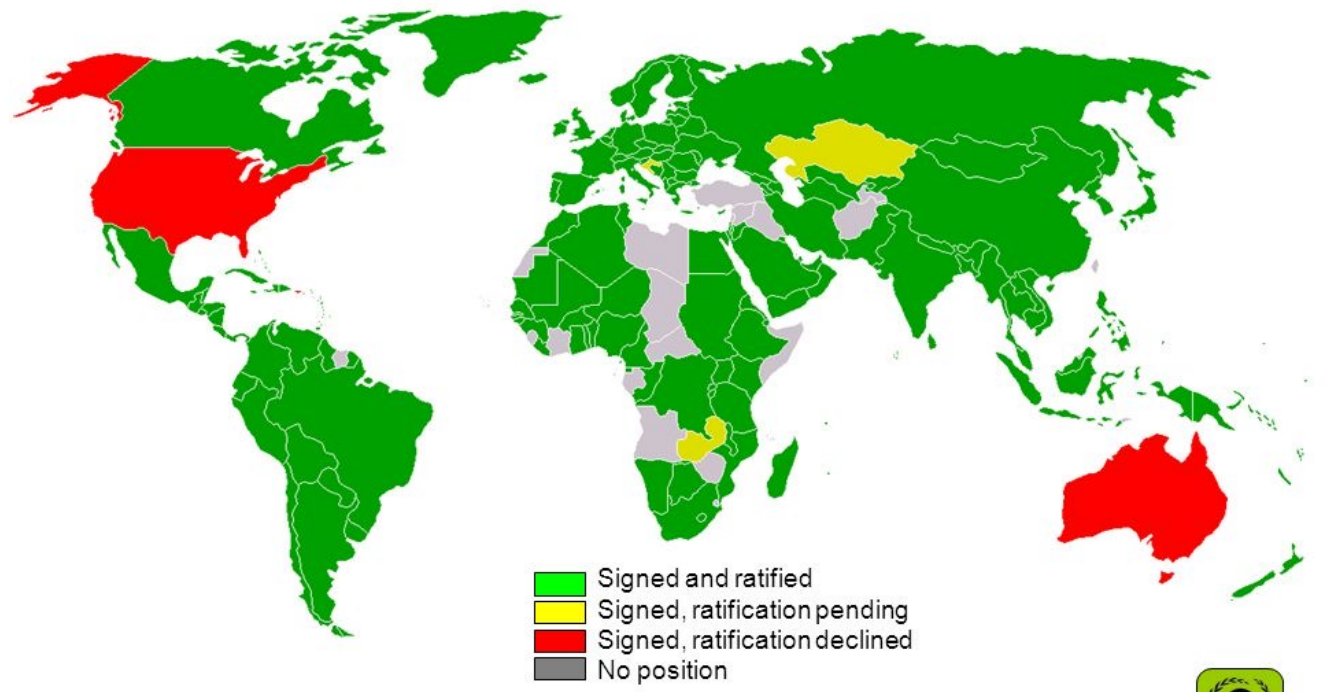 Signed and ratified
Signed, ratification pending
Signed, ratification declined
No position